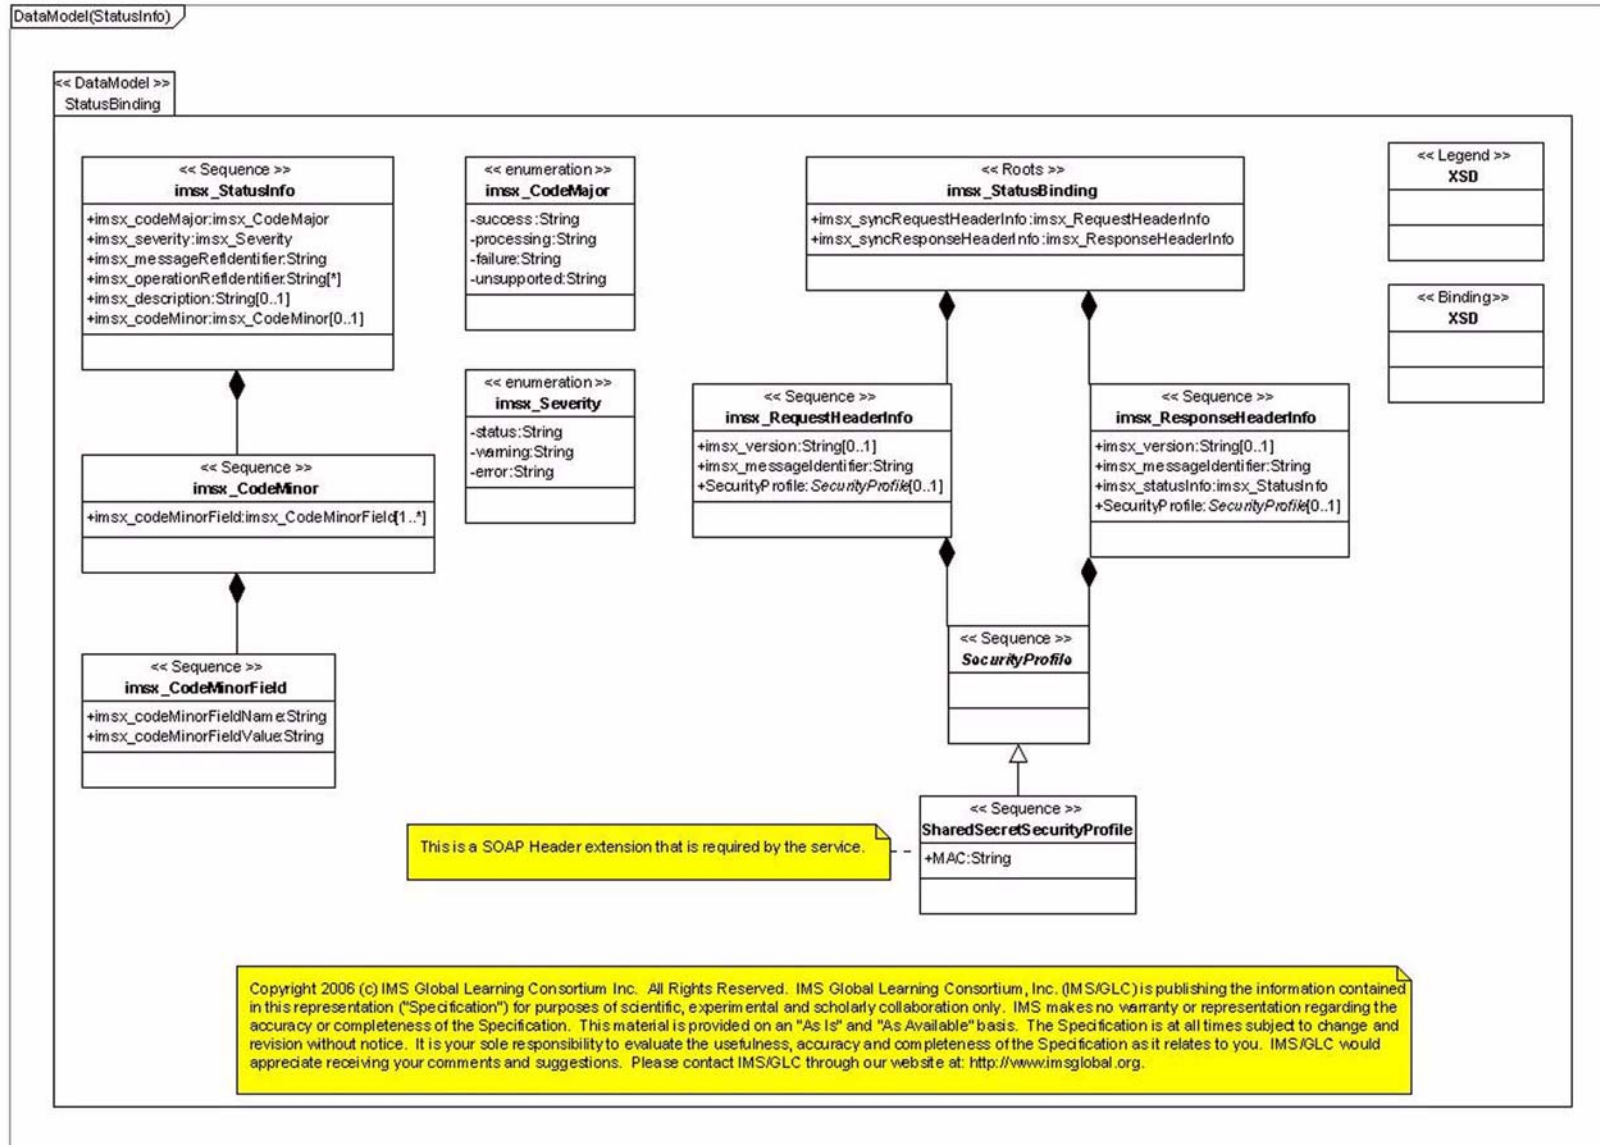 DataModel(StatusInfo)
<< DataModel >>
StatusBinding
<< Sequence >>
imsx_StatusInfo
+imsx_codeMajor:imsx_CodeMajor
+imsx_severity:imsx_Severity
+imsx_messageRefIdentifier:String
+imsx_operationRefIdentifier:String[*]
+imsx_description:String[0..1]
+imsx_codeMinor:imsx_CodeMinor[0..1]
<< enumeration >>
imsx_CodeMajor
-success:String
-processing:String
-failure:String
-unsupported:String
<< Roots >>
imsx_StatusBinding
+imsx_syncRequestHeaderInfo:imsx_RequestHeaderInfo
+imsx_syncResponseHeaderInfo:imsx_ResponseHeaderInfo
<< Legend >>
XSD
<< Binding>>
XSD
<< enumeration >>
imsx_Severity
-status:String
-warning:String
-error:String
<< Sequence >>
imsx_RequestHeaderInfo
+imsx_version:String[0..1]
+imsx_messageIdentifier:String
+SecurityProfile:SecurityProfile[0..1]
<< Sequence >>
imsx_ResponseHeaderInfo
+imsx_version:String[0..1]
+imsx_messageIdentifier:String
+imsx_statusInfo:imsx_StatusInfo
+SecurityProfile:SecurityProfile[0..1]
<< Sequence >>
imsx_CodeMinor
+imsx_codeMinorField:imsx_CodeMinorField[1..*]
<< Sequence >>
imsx_CodeMinorField
+imsx_codeMinorFieldName:String
+imsx_codeMinorFieldValue:String
<< Sequence >>
SecurityProfile
<< Sequence >>
SharedSecretSecurityProfile
+MAC:String
This is a SOAP Header extension that is required by the service.
Copyright 2006 (c) IMS Global Learning Consortium Inc. All Rights Reserved. IMS Global Learning Consortium, Inc. (IMS/GLC) is publishing the information contained
in this representation ("Specification") for purposes of scientific, experimental and scholarly collaboration only. IMS makes no warranty or representation regarding the
accuracy or completeness of the Specification. This material is provided on an "As Is" and "As Available" basis. The Specification is at all times subject to change and
revision without notice. It is your sole responsibility to evaluate the usefulness, accuracy and completeness of the Specification as it relates to you. IMS/GLC would
appreciate receiving your comments and suggestions. Please contact IMS/GLC through our website at: http://www.imsglobal.org.